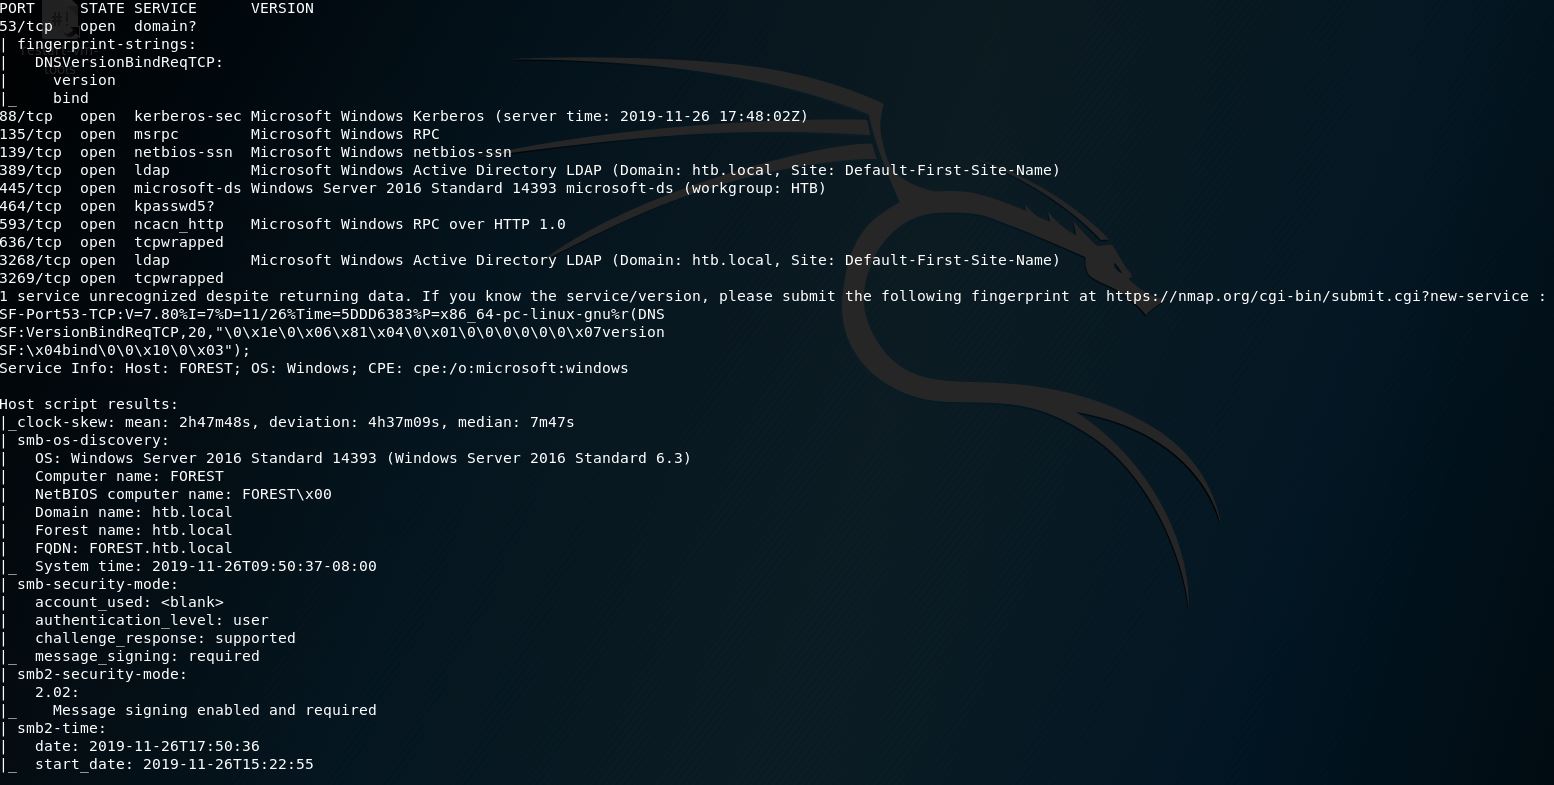 PORT     STATE SERVICE      VERSION
53/tcp   open  domain?
| fingerprint-strings:
|   DNSVersionBindReqTCP:
|     version
|_    bind
88/tcp   open  kerberos-sec Microsoft Windows Kerberos (server time: 2019-11-26 17:48:02Z)
135/tcp  open  msrpc        Microsoft Windows RPC
139/tcp  open  netbios-ssn  Microsoft Windows netbios-ssn
389/tcp  open  ldap         Microsoft Windows Active Directory LDAP (Domain: htb.local, Site: Default-First-Site-Name)
445/tcp  open  microsoft-ds Windows Server 2016 Standard 14393 microsoft-ds (workgroup: HTB)
464/tcp  open  kpasswd5?
593/tcp  open  ncacn_http   Microsoft Windows RPC over HTTP 1.0
636/tcp  open  tcpwrapped
3268/tcp open  ldap         Microsoft Windows Active Directory LDAP (Domain: htb.local, Site: Default-First-Site-Name)
3269/tcp open  tcpwrapped
1 service unrecognized despite returning data. If you know the service/version, please submit the following fingerprint at https://nmap.org/cgi-bin/submit.cgi?new-service :
SF-Port53-TCP:V=7.80%I=7%D=11/26%Time=5DDD6383%P=x86_64-pc-linux-gnu%r(DNS
SF:VersionBindReqTCP,20,"\0\x1e\0\x06\x81\x04\0\x01\0\0\0\0\0\0\x07version
SF:\x04bind\0\0\x10\0\x03");
Service Info: Host: FOREST; OS: Windows; CPE: cpe:/o:microsoft:windows

Host script results:
|_clock-skew: mean: 2h47m48s, deviation: 4h37m09s, median: 7m47s
| smb-os-discovery:
|   OS: Windows Server 2016 Standard 14393 (Windows Server 2016 Standard 6.3)
|   Computer name: FOREST
|   NetBIOS computer name: FOREST\x00
|   Domain name: htb.local
|   Forest name: htb.local
|   FQDN: FOREST.htb.local
|_  System time: 2019-11-26T09:50:37-08:00
| smb-security-mode:
|   account_used: <blank>
|   authentication_level: user
|   challenge_response: supported
|_  message_signing: required
| smb2-security-mode:
|   2.02:
|_    Message signing enabled and required
| smb2-time:
|   date: 2019-11-26T17:50:36
|_  start_date: 2019-11-26T15:22:55